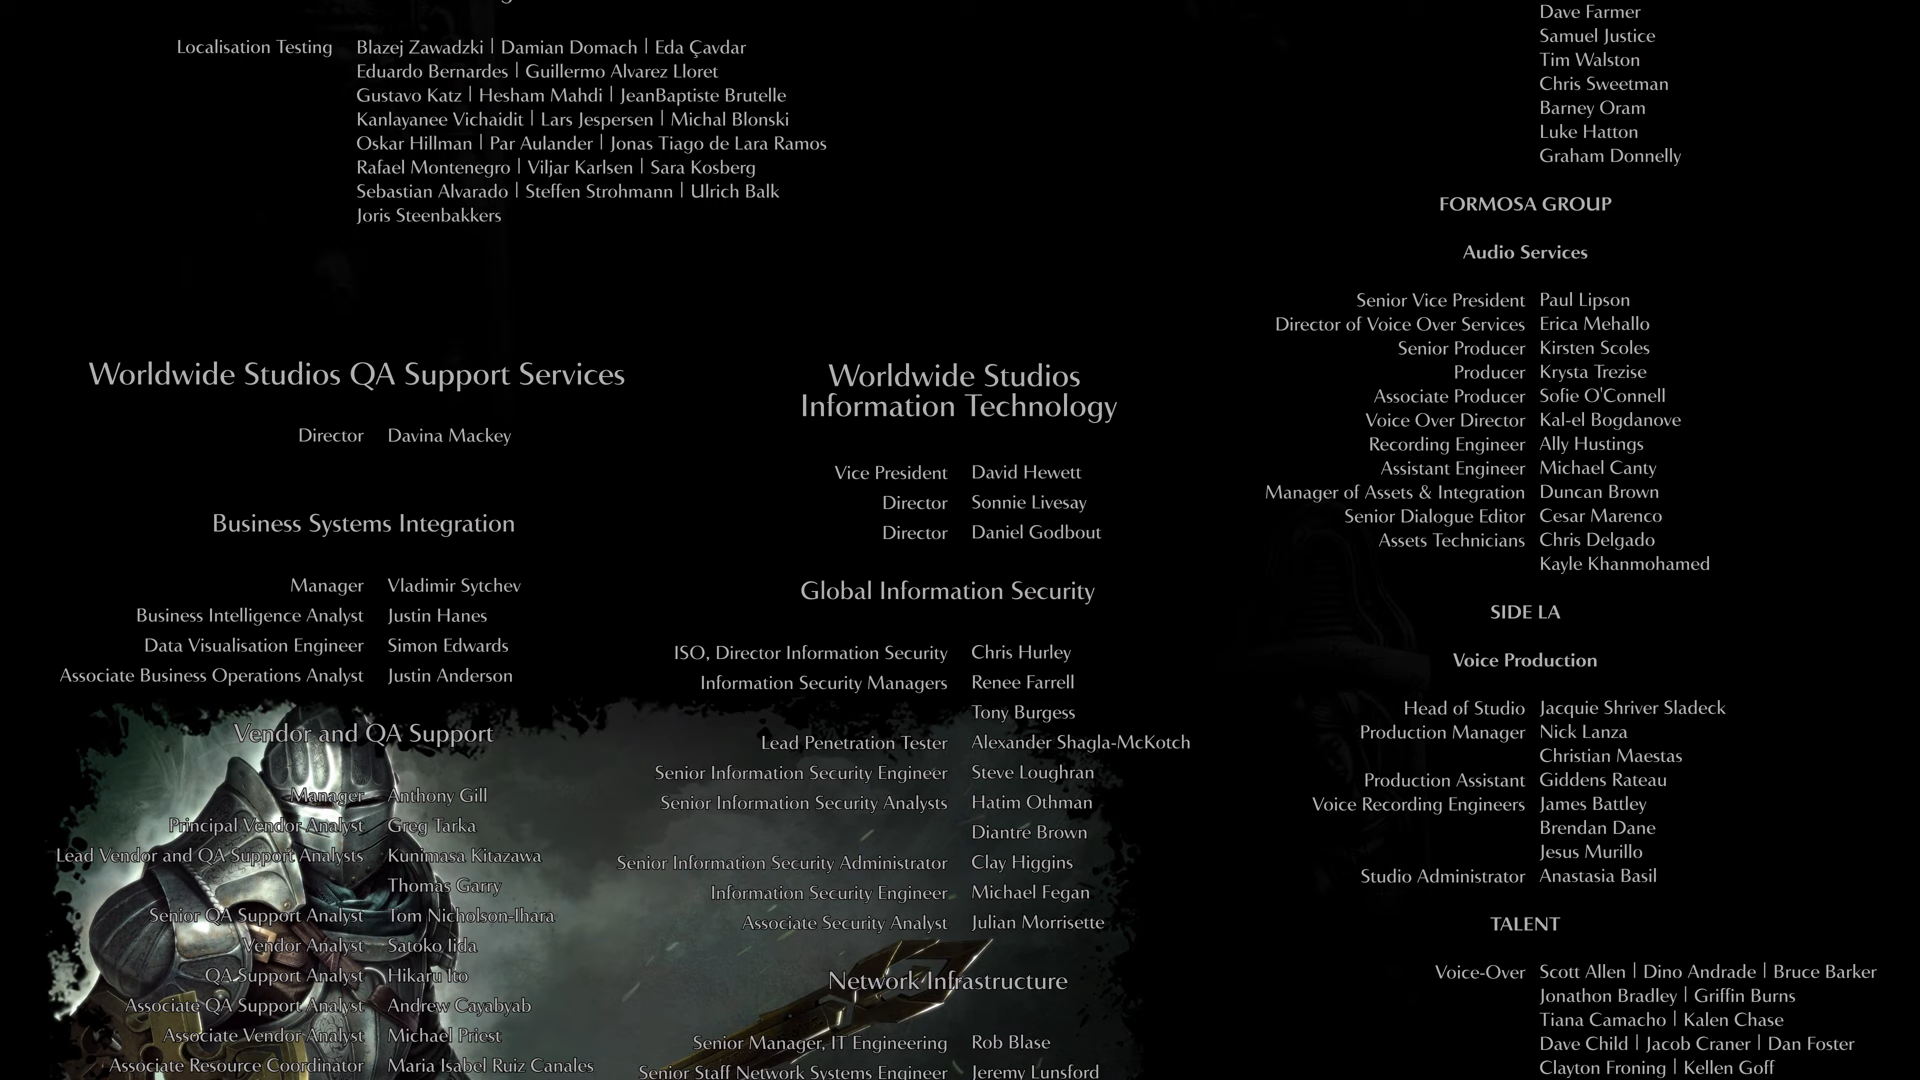 Localisation Testing Blazej Zawadzki | Damian Domach | Eda Çavdar
Eduardo Bernardes | Guillermo Alvarez Lloret
Gustavo Katz | Hesham Mahdi | JeanBaptiste Brutelle
Kanlayanee Vichaidit | Lars Jespersen | Michal Blonski
Oskar Hillman | Par Aulander | Jonas Tiago de Lara Ramos
Rafael Montenegro | Viljar Karlsen | Sara Kosberg
Sebastian Alvarado | Steffen Strohmann | Ulrich Balk
Joris Steenbakkers
Worldwide Studios QA Support Services
Director Davina Mackey
Business Systems Integration
Manager Vladimir Sytchev
Business Intelligence Analyst Justin Hanes
Data Visualisation Engineer Simon Edwards
Associate Business Operations Analyst Justin Anderson
Vendor and QA Support
Manager Anthony Gill
Principal Vendor Analyst Greg Tarka
Lead Vendor and QA Support Analysts Kunimasa Kitazawa
Thomas Garry
Senior QA Support Analyst Tom Nicholson-Ihara
Vendor Analyst Satoko Iida
QA Support Analyst Hikaru Ito
Associate QA Support Analyst Andrew Cayabyab
Associate Vendor Analyst Michael Priest
Associate Resource Coordinator Maria Isabel Ruiz Canales
Worldwide Studios
Information Technology
Vice President David Hewett
Director Sonnie Livesay
Director Daniel Godbout
Global Information Security
ISO, Director Information Security Chris Hurley
Information Security Managers Renee Farrell
Tony Burgess
Lead Penetration Tester Alexander Shagla-McKotch
Senior Information Security Engineer Steve Loughran
Senior Information Security Analysts Hatim Othman
Diantre Brown
Senior Information Security Administrator Clay Higgins
Information Security Engineer Michael Fegan
Associate Security Analyst Julian Morrisette
Network Infrastructure
Senior Manager, IT Engineering Rob Blase
Senior Staff Network Systems Engineer Jeremy Lunsford
Dave Farmer
Samuel Justice
Tim Walston
Chris Sweetman
Barney Oram
Luke Hatton
Graham Donnelly
FORMOSA GROUP
Audio Services
Senior Vice President Paul Lipson
Director of Voice Over Services Erica Mehallo
Senior Producer Kirsten Scoles
Producer Krysta Trezise
Associate Producer Sofie O'Connell
Voice Over Director Kal-el Bogdanove
Recording Engineer Ally Hustings
Assistant Engineer Michael Canty
Manager of Assets & Integration Duncan Brown
Senior Dialogue Editor Cesar Marenco
Assets Technicians Chris Delgado
Kayle Khanmohamed
SIDE LA
Voice Production
Head of Studio Jacquie Shriver Sladeck
Production Manager Nick Lanza
Christian Maestas
Production Assistant Giddens Rateau
Voice Recording Engineers James Battley
Brendan Dane
Jesus Murillo
Studio Administrator Anastasia Basil
TALENT
Voice-Over Scott Allen | Dino Andrade | Bruce Barker
Jonathon Bradley | Griffin Burns
Tiana Camacho | Kalen Chase
Dave Child | Jacob Craner | Dan Foster
Clayton Froning | Kellen Goff